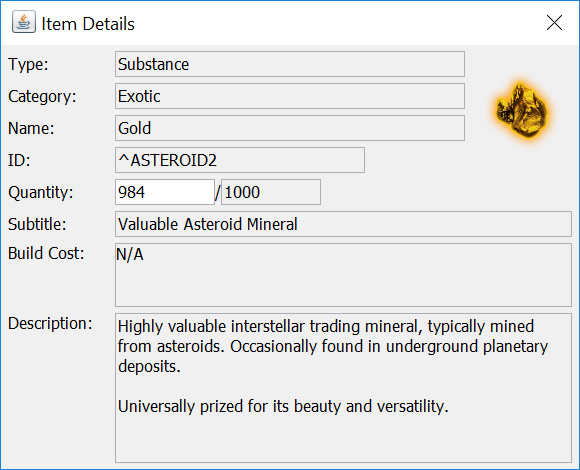 Item Details
Type: Substance
Category: Exotic
Name: Gold
ID: ^ASTEROID2
Quantity: 984 / 1000
Subtitle: Valuable Asteroid Mineral
Build Cost: N/A
Description: Highly valuable interstellar trading mineral, typically mined
from asteroids. Occasionally found in underground planetary
deposits.
Universally prized for its beauty and versatility.